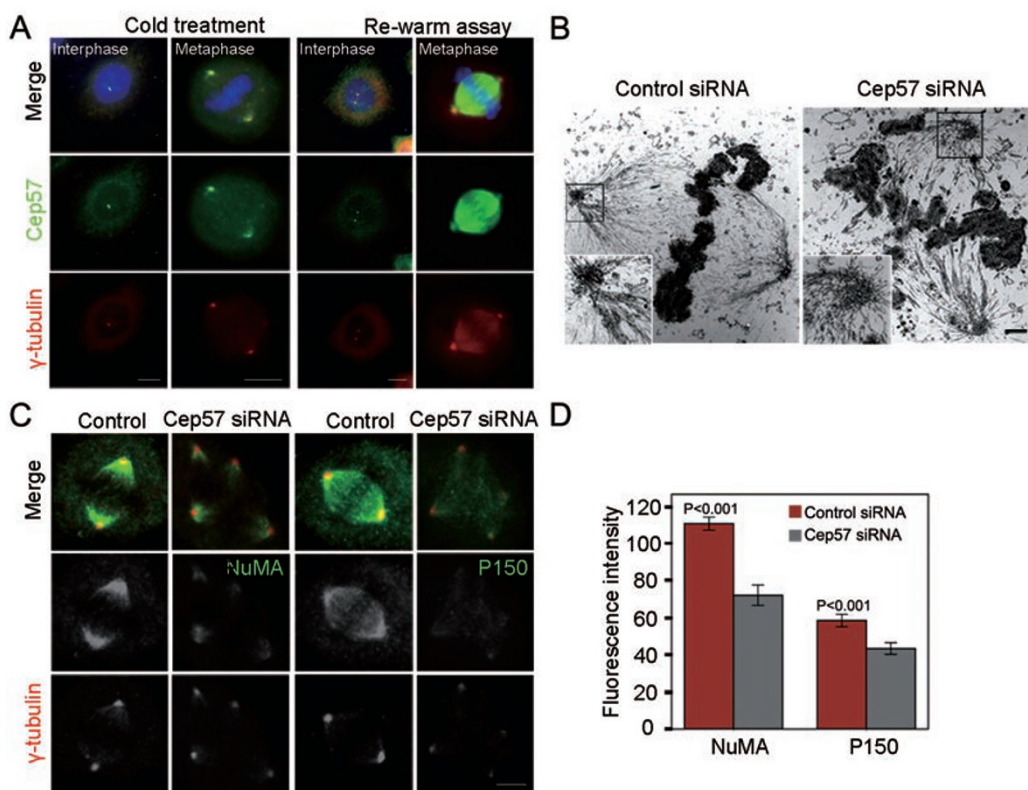 A
Cold treatment
Re-warm assay
Interphase
Metaphase
Interphase
Metaphase
Merge
Cep57
γ-tubulin
B
Control siRNA
Cep57 siRNA
C
Control
Cep57 siRNA
Control
Cep57 siRNA
Merge
NuMA
P150
γ-tubulin
D
Fluorescence intensity
120
100
80
60
40
20
0
P<0.001
P<0.001
Control siRNA
Cep57 siRNA
NuMA
P150